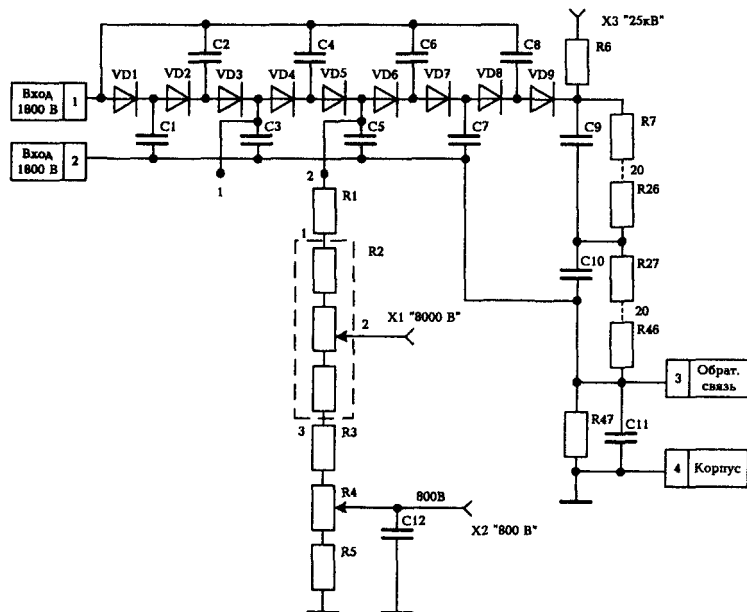 X3 "25кВ"
C2
C4
C6
C8
R6
VD1
VD2
VD3
VD4
VD5
VD6
VD7
VD8
VD9
Вход
1800 В
1
Вход
1800 В
2
C1
C3
C5
C7
C9
R7
20
R26
1
2
R1
1
R2
C10
R27
20
2
X1 "8000 В"
R46
3
Обрат.
связь
3
R3
R47
C11
4
Корпус
R4
800В
C12
X2 "800 В"
R5